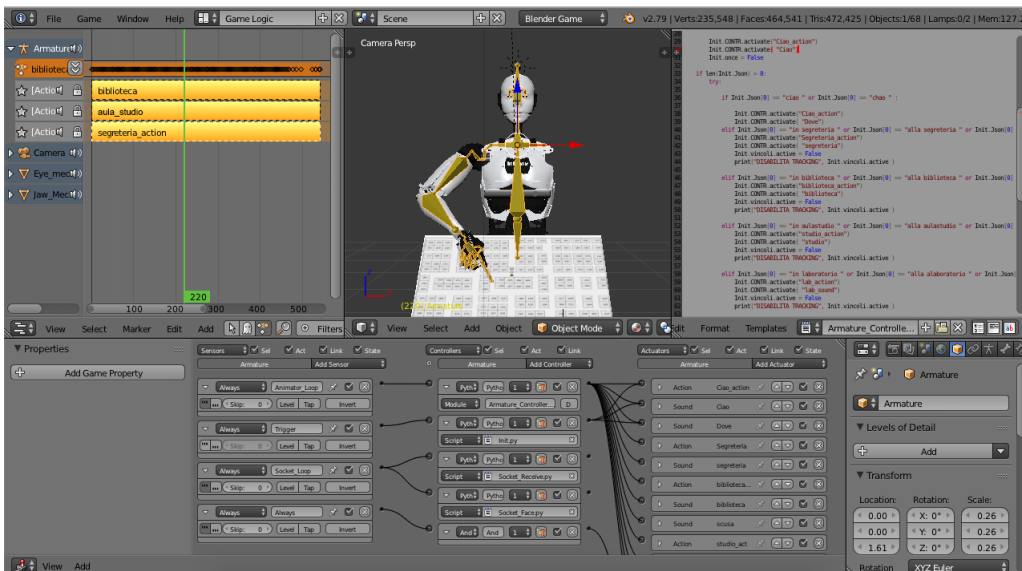 File Game Window Help Game Logic Scene Blender Game v2.79 | Verts:235,548 | Faces:464,541 | Tris:472,425 | Objects:1/68 | Lamps:0/2 | Mem:127.2
Armature
bibliotec
[Actio
biblioteca
[Actio
aula_studio
[Actio
segreteria_action
Camera
Eye_mec
Jaw_Mec
220
100 200 300 400 500
View Select Marker Edit Add Filters
Camera Persp
(220) Armature
View Select Add Object Object Mode
Init.CONTR.activate("Ciao_action")
Init.CONTR.activate( "Ciao")
Init.once = False
if len(Init.Json) > 0:
try:
if Init.Json[0] == "ciao " or Init.Json[0] == "chao " :
Init.CONTR.activate("Ciao_action")
Init.CONTR.activate( "Dove")
elif Init.Json[0] == "in segreteria " or Init.Json[0] == "alla segreteria " or Init.Json[0]
Init.CONTR.activate("Segreteria_action")
Init.CONTR.activate( "segreteria")
Init.vincoli.active = False
print("DISABILITA TRACKING", Init.vincoli.active )
elif Init.Json[0] == "in biblioteca " or Init.Json[0] == "alla biblioteca " or Init.Json[0]
Init.CONTR.activate("biblioteca_action")
Init.CONTR.activate( "biblioteca")
Init.vincoli.active = False
print("DISABILITA TRACKING", Init.vincoli.active )
elif Init.Json[0] == "in aulastudio " or Init.Json[0] == "alla aulastudio " or Init.Json[0]
Init.CONTR.activate("studio_action")
Init.CONTR.activate( "studio")
Init.vincoli.active = False
print("DISABILITA TRACKING", Init.vincoli.active )
elif Init.Json[0] == "in laboratorio " or Init.Json[0] == "alla alaboratorio " or Init.Json[
Init.CONTR.activate("lab_action")
Init.CONTR.activate( "lab_sound")
Init.vincoli.active = False
print("DISABILITA TRACKING", Init.vincoli.active )
Edit Format Templates Armature_Controlle...
Properties
Add Game Property
Sensors Sel Act Link State
Armature Add Sensor
Always Animator_Loop
Skip: 0 Level Tap Invert
Always Trigger
Skip: 0 Level Tap Invert
Always Socket_Loop
Skip: 0 Level Tap Invert
Always Always
Skip: 0 Level Tap Invert
Controllers Sel Act Link
Armature Add Controller
Pyth Pytho 1
Module Armature_Controller... D
Pyth Pytho 1
Script Init.py
Pyth Pytho 1
Script Socket_Receive.py
Pyth Pytho 1
Script Socket_Face.py
And And 1
Actuators Sel Act Link State
Armature Add Actuator
Action Ciao_action
Sound Ciao
Sound Dove
Action Segreteria
Sound segreteria
Action biblioteca...
Sound biblioteca
Sound scusa
Action studio_act
Armature
Armature
Levels of Detail
Add
Transform
Location: Rotation: Scale:
0.00 X: 0° 0.26
0.00 Y: 0° 0.26
1.61 Z: 0° 0.26
Rotation XYZ Euler
View Add